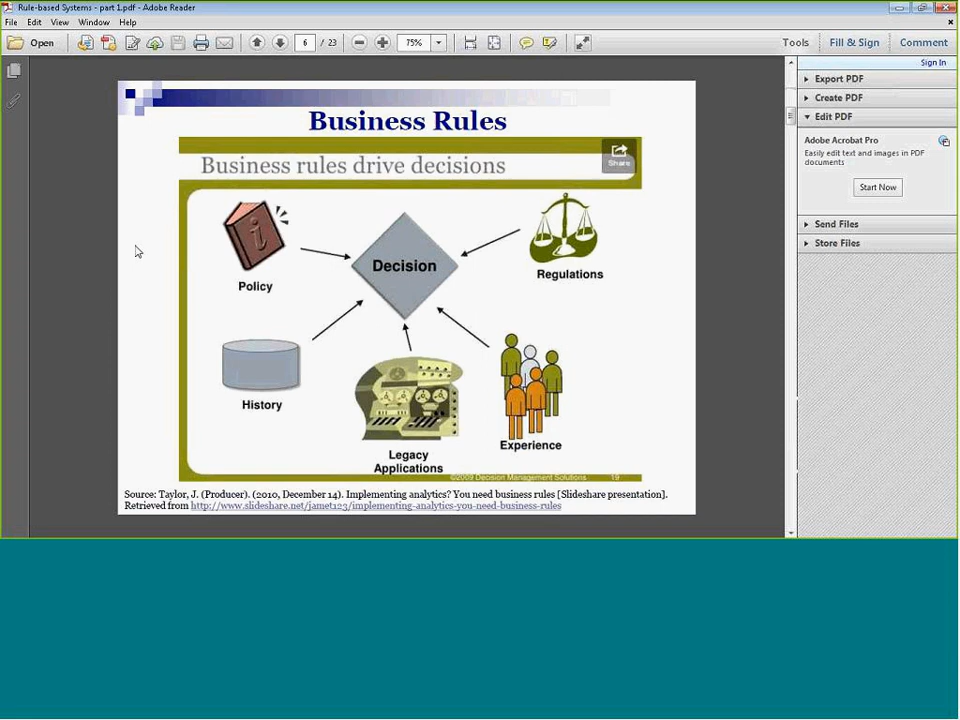 Rule-based Systems - part 1.pdf - Adobe Reader
File Edit View Window Help
Open 6 / 23 75% Tools Fill & Sign Comment
Sign In
Export PDF
Create PDF
Edit PDF
Adobe Acrobat Pro
Easily edit text and images in PDF
documents
Start Now
Send Files
Store Files
Business Rules
Business rules drive decisions
Share
Policy
Decision
Regulations
History
Legacy
Applications
Experience
©2009 Decision Management Solutions 19
Source: Taylor, J. (Producer). (2010, December 14). Implementing analytics? You need business rules [Slideshare presentation].
Retrieved from http://www.slideshare.net/jamet123/implementing-analytics-you-need-business-rules